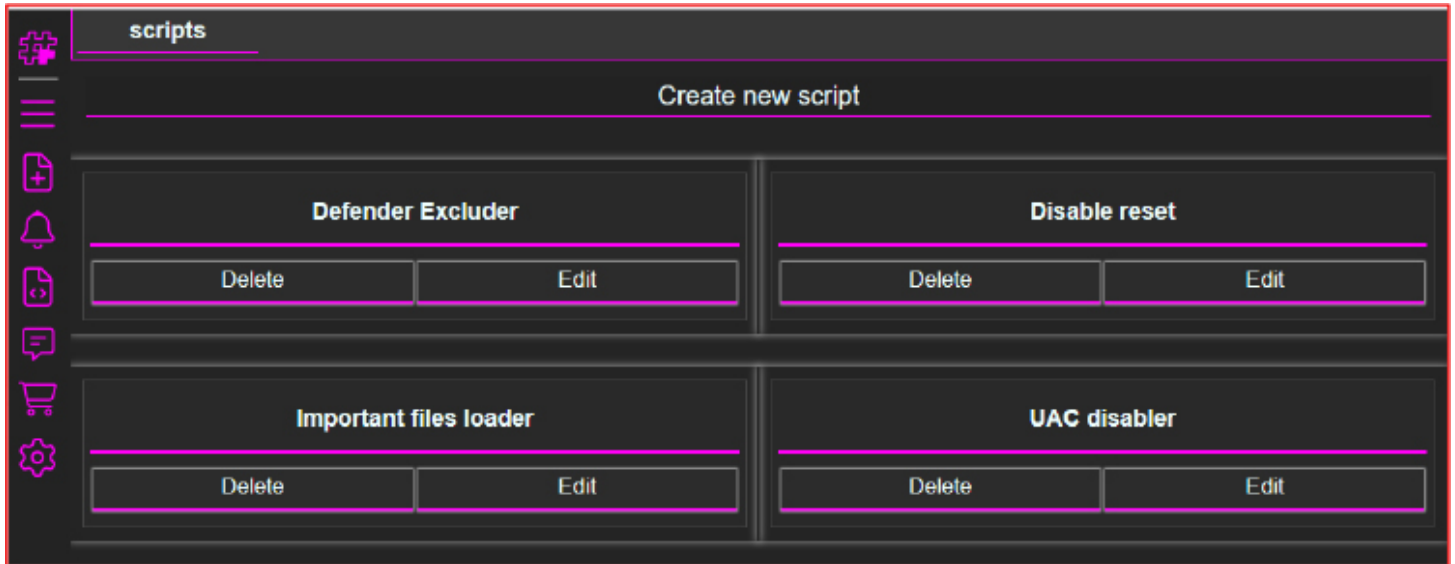 scripts
Create new script
Defender Excluder
Disable reset
Delete
Edit
Delete
Edit
Important files loader
UAC disabler
Delete
Edit
Delete
Edit